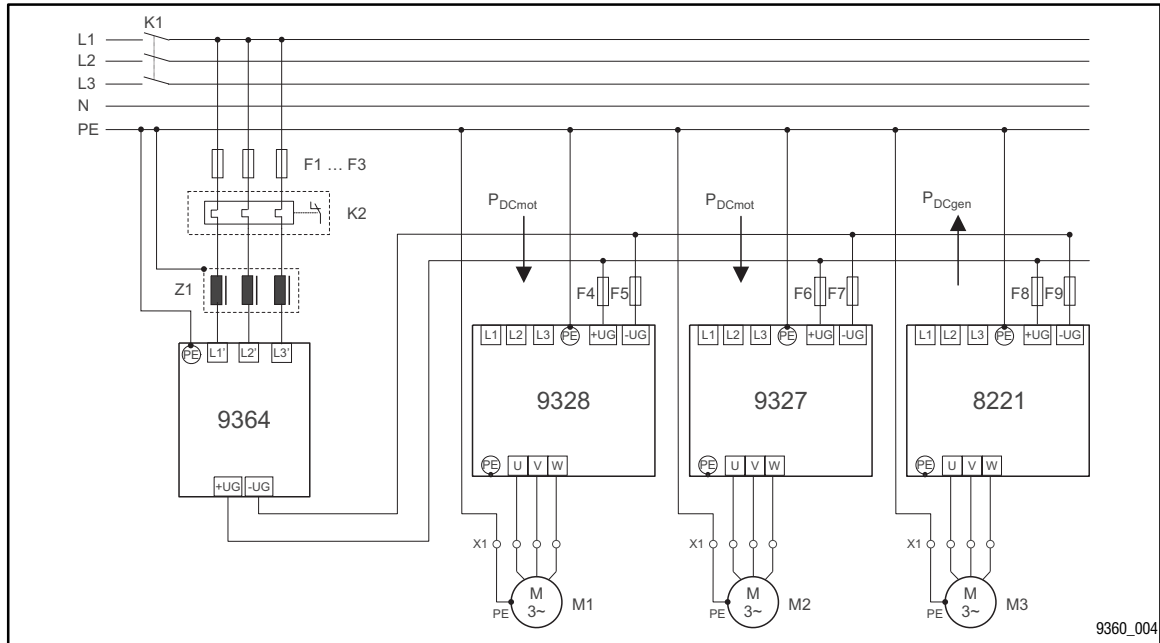 K1
L1
L2
L3
N
PE
F1 ... F3
K2
Z1
PE L1' L2' L3'
9364
+UG -UG
PDCmot
PDCmot
PDCgen
F4 F5
F6 F7
F8 F9
L1 L2 L3 PE +UG -UG
9328
PE U V W
L1 L2 L3 PE +UG -UG
9327
PE U V W
L1 L2 L3 PE +UG -UG
8221
PE U V W
X1
X1
X1
M
3~
PE
M1
M
3~
PE
M2
M
3~
PE
M3
9360_004